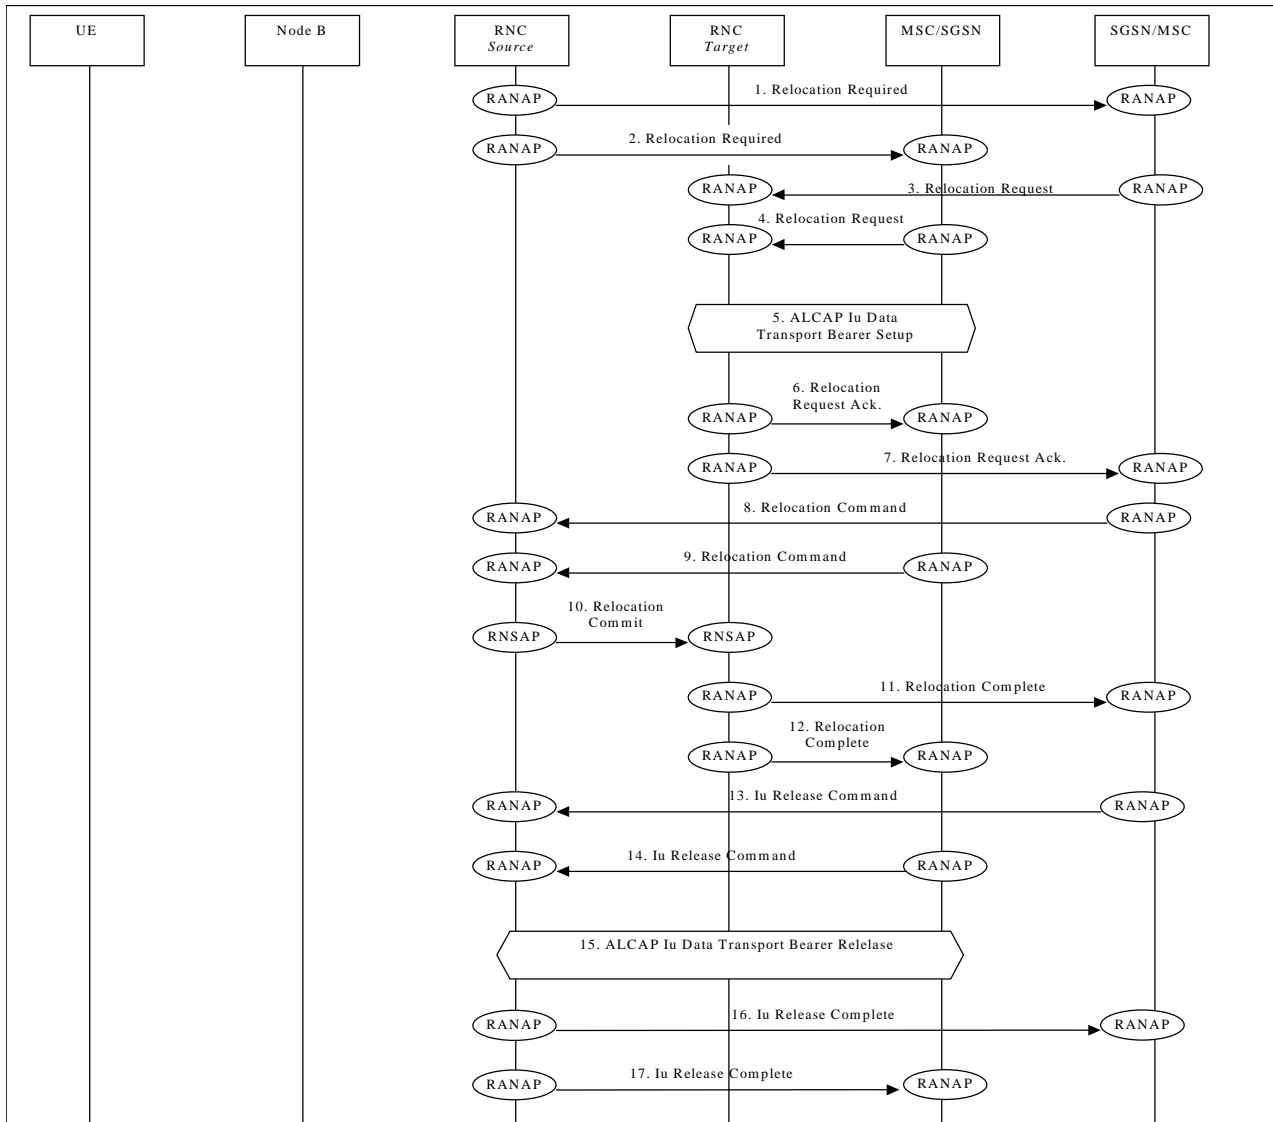 UE
Node B
RNC
Source
RNC
Target
MSC/SGSN
SGSN/MSC
RANAP
1. Relocation Required
RANAP
RANAP
2. Relocation Required
RANAP
RANAP
3. Relocation Request
RANAP
RANAP
4. Relocation Request
RANAP
5. ALCAP Iu Data
Transport Bearer Setup
RANAP
6. Relocation
Request Ack.
RANAP
RANAP
7. Relocation Request Ack.
RANAP
RANAP
8. Relocation Command
RANAP
RANAP
9. Relocation Command
RANAP
RNSAP
10. Relocation
Commit
RNSAP
RANAP
11. Relocation Complete
RANAP
RANAP
12. Relocation
Complete
RANAP
RANAP
13. Iu Release Command
RANAP
RANAP
14. Iu Release Command
RANAP
15. ALCAP Iu Data Transport Bearer Relelase
RANAP
16. Iu Release Complete
RANAP
RANAP
17. Iu Release Complete
RANAP